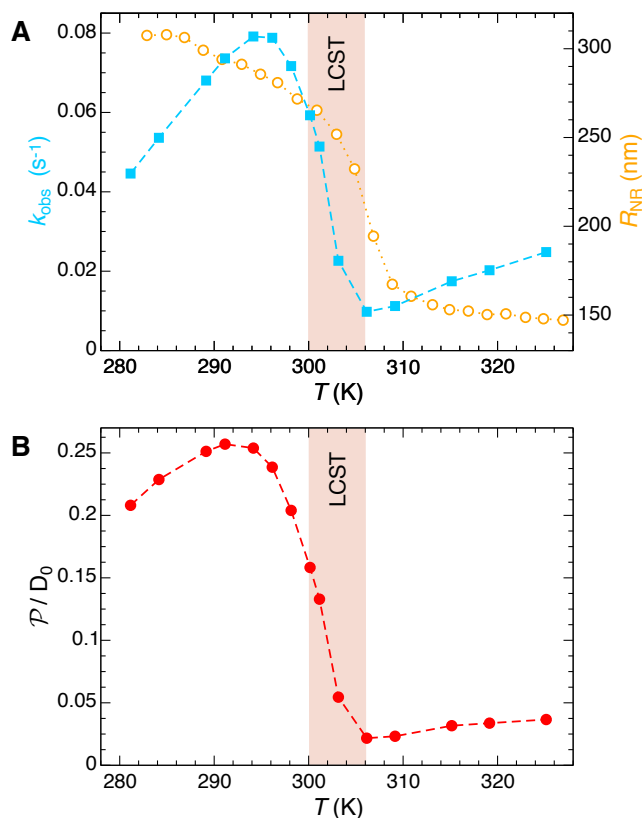 A
0.08
0.06
0.04
0.02
0
k_obs (s⁻¹)
LCST
300
250
200
150
R_NR (nm)
280 290 300 310 320
T (K)
B
0.25
0.2
0.15
0.1
0.05
0
𝒫 / D₀
LCST
280 290 300 310 320
T (K)